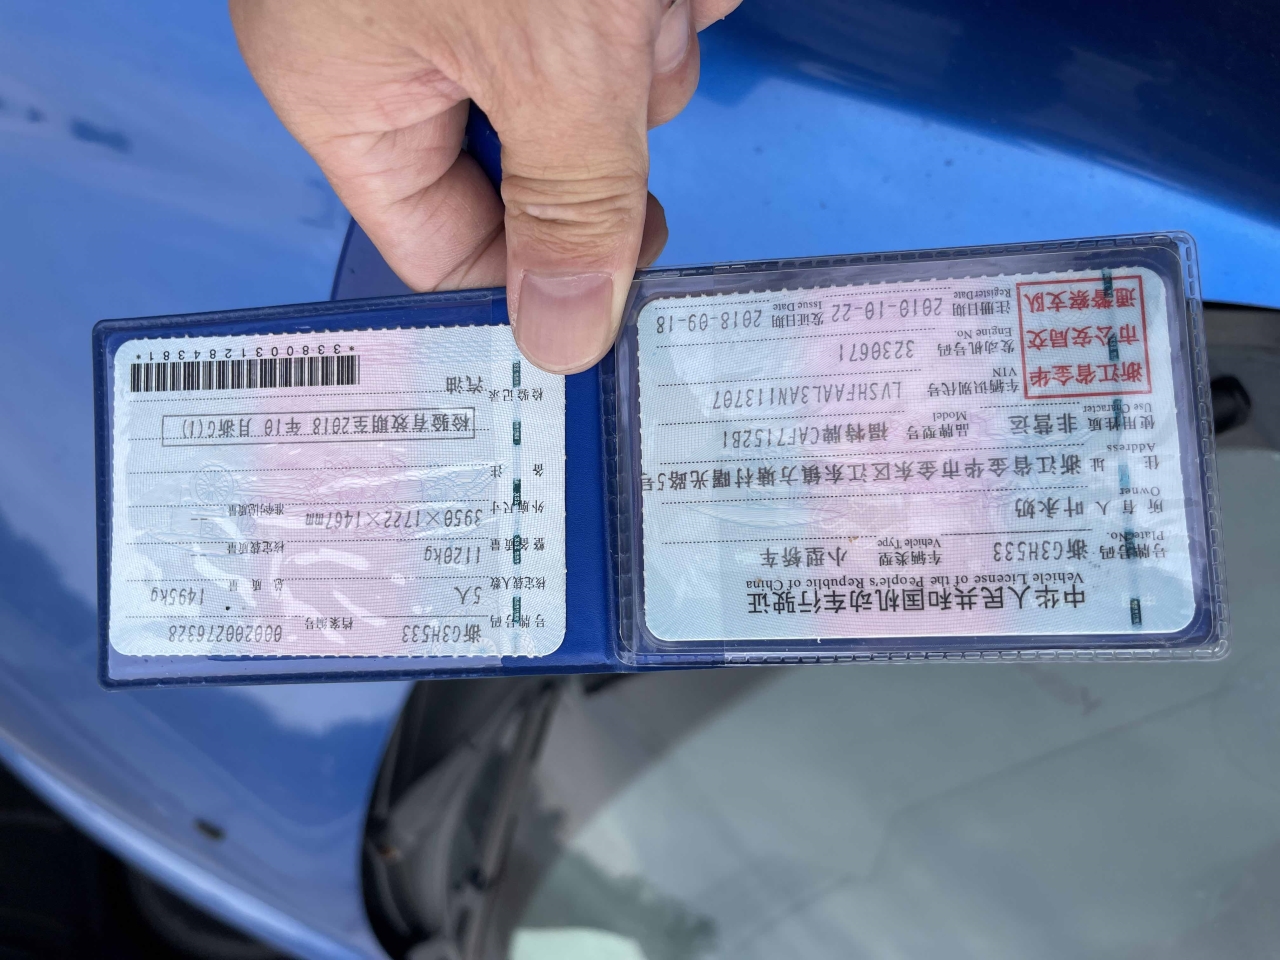 中华人民共和国机动车行驶证
Vehicle License of the People's Republic of China
号牌号码 浙G3H533 车辆类型 小型轿车
Plate No. Vehicle Type
所有人 叶永奶
Owner
住址 浙江省金华市金东区江东镇方塘村曙光路5号
Address
使用性质 非营运 品牌型号 福特牌CAF7152B1
Use Character Model
浙江省金华
市公安局交
通警察支队
车辆识别代号 LVSHFAAL3AN113707
VIN
发动机号码 3230671
Engine No.
注册日期 2010-10-22 发证日期 2018-09-18
Register Date Issue Date
号牌号码 浙G3H533 档案编号 000200276328
核定载人数 5人 总质量 1495kg
整备质量 1120kg 核定载质量 --
外廓尺寸 3950×1722×1467mm 准牵引总质量 --
备注
检验有效期至2018年10月浙C(1)
检验记录 汽油
*3380031284381*